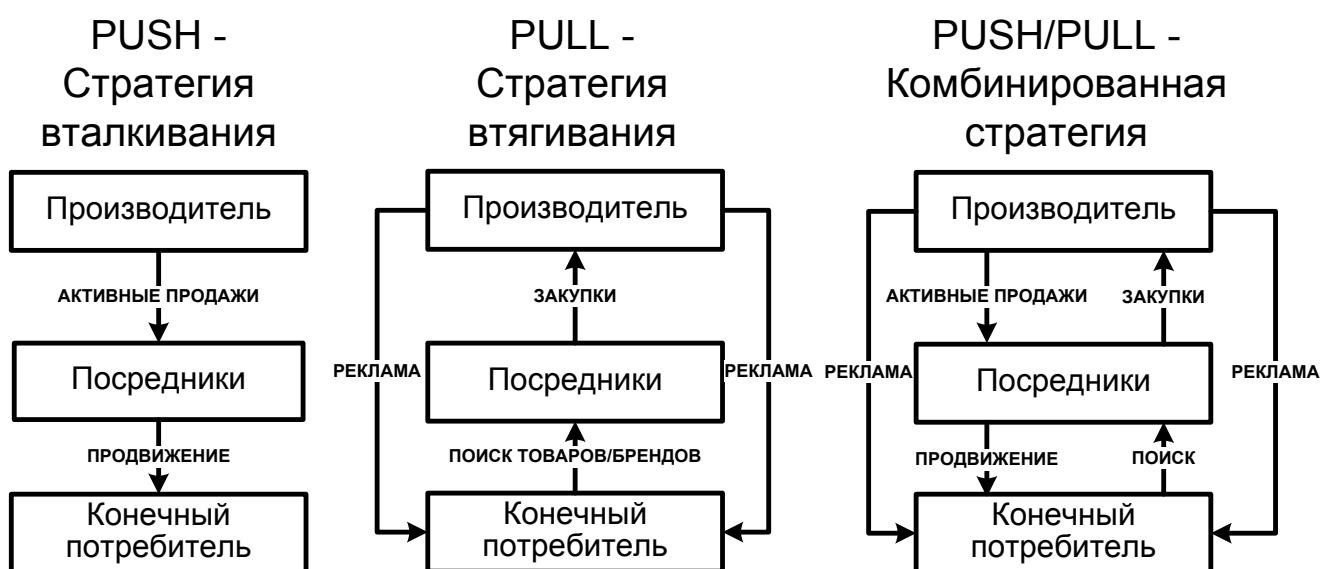 PUSH -
Стратегия
вталкивания
Производитель
АКТИВНЫЕ ПРОДАЖИ
Посредники
ПРОДВИЖЕНИЕ
Конечный
потребитель
PULL -
Стратегия
втягивания
Производитель
ЗАКУПКИ
РЕКЛАМА
Посредники
РЕКЛАМА
ПОИСК ТОВАРОВ/БРЕНДОВ
Конечный
потребитель
PUSH/PULL -
Комбинированная
стратегия
Производитель
АКТИВНЫЕ ПРОДАЖИ
ЗАКУПКИ
РЕКЛАМА
Посредники
РЕКЛАМА
ПРОДВИЖЕНИЕ
ПОИСК
Конечный
потребитель